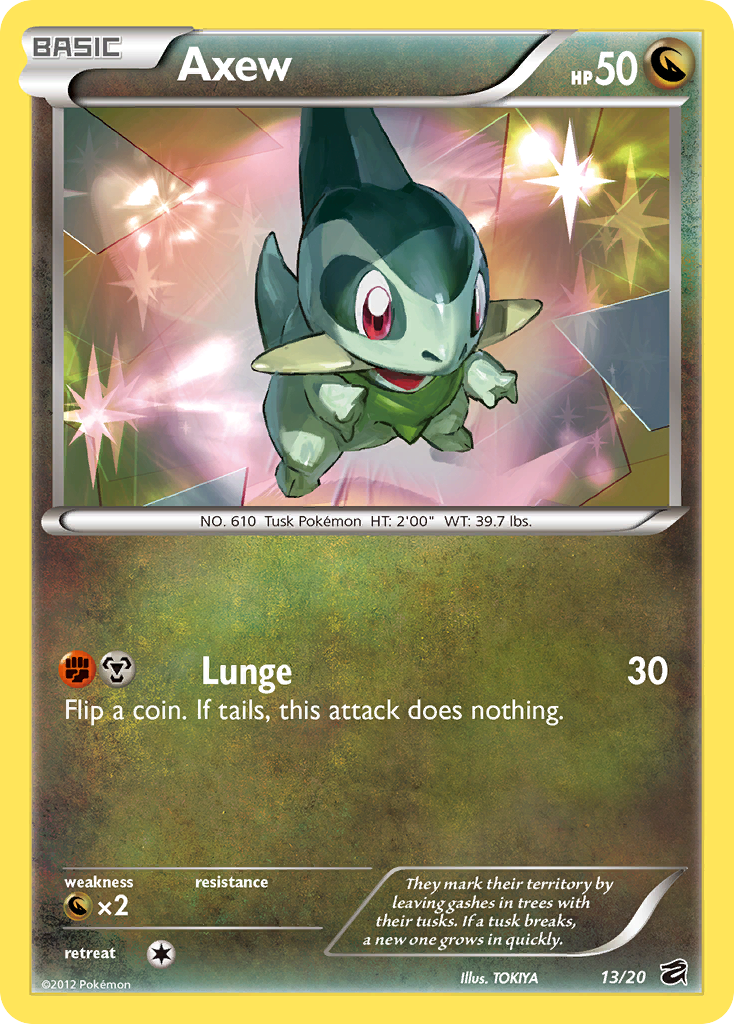 BASIC
Axew
HP 50
NO. 610 Tusk Pokémon HT: 2'00" WT: 39.7 lbs.
Lunge 30
Flip a coin. If tails, this attack does nothing.
weakness resistance
×2
retreat
They mark their territory by
leaving gashes in trees with
their tusks. If a tusk breaks,
a new one grows in quickly.
©2012 Pokémon Illus. TOKIYA 13/20